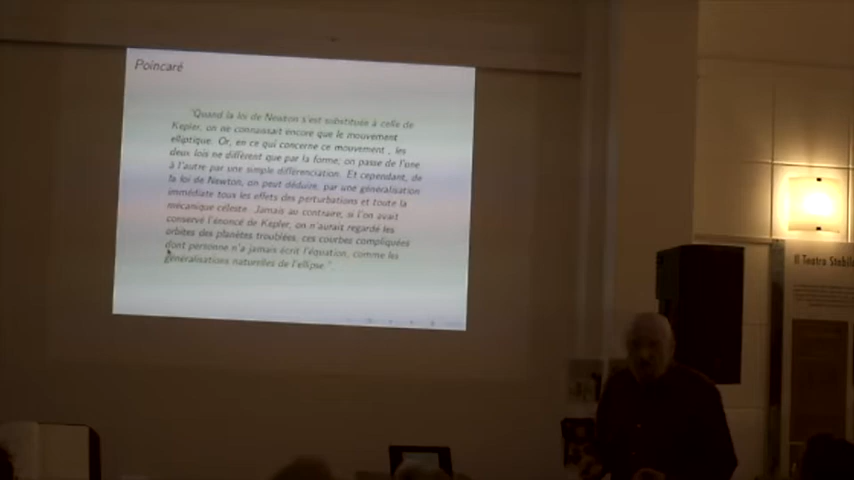 Poincaré
"Quand la loi de Newton s'est substituée à celle de
Kepler, on ne connaissait encore que le mouvement
elliptique. Or, en ce qui concerne ce mouvement , les
deux lois ne diffèrent que par la forme; on passe de l'une
à l'autre par une simple différenciation. Et cependant, de
la loi de Newton, on peut déduire, par une généralisation
immédiate tous les effets des perturbations et toute la
mécanique céleste. Jamais au contraire, si l'on avait
conservé l'énoncé de Kepler, on n'aurait regardé les
orbites des planètes troublées, ces courbes compliquées
dont personne n'a jamais écrit l'équation, comme les
généralisations naturelles de l'ellipse."
Il Teatro Stabile